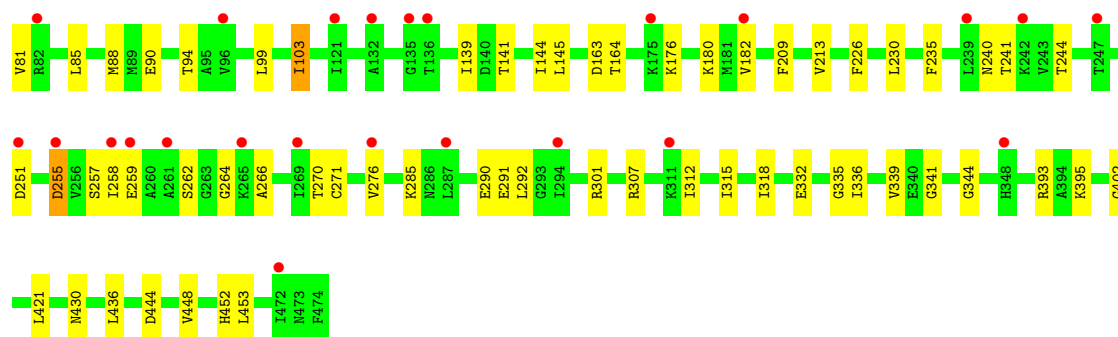 V81 R82 L85 M88 M89 E90 T94 A95 V96 L99 I103 I121 A132 G135 T136 I139 D140 T141 I144 L145 D163 T164 K175 K176 K180 M181 V182 F209 V213 F226 L230 F235 L239 N240 T241 K242 V243 T244 T247
D251 D255 V256 S257 I258 E259 A260 A261 S262 G263 G264 K265 A266 I269 T270 C271 V276 K285 N286 L287 E290 E291 L292 G293 I294 R301 R307 K311 I312 I315 I318 E332 G335 I336 V339 E340 G341 G344 H348 R393 A394 K395
L421 N430 L436 D444 V448 H452 L453 I472 N473 F474